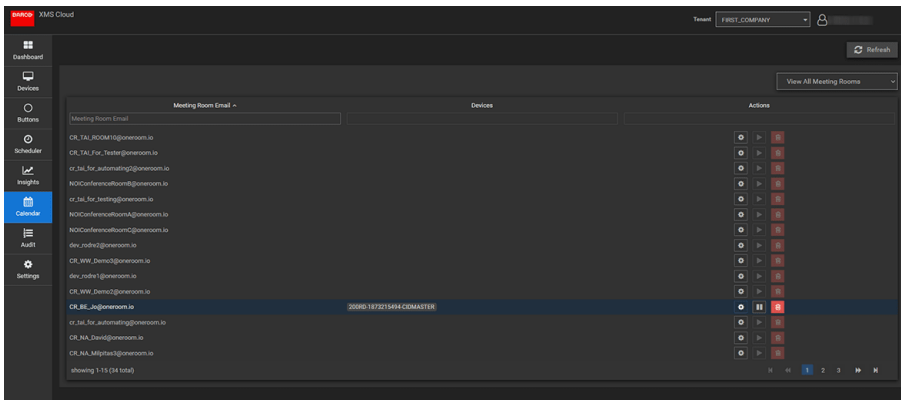 BARCO XMS Cloud
Tenant FIRST_COMPANY
Dashboard
Devices
Buttons
Scheduler
Insights
Calendar
Audit
Settings
Refresh
View All Meeting Rooms
Meeting Room Email Devices Actions
Meeting Room Email
CR_TAI_ROOM10@oneroom.io
CR_TAI_For_Tester@oneroom.io
cr_tai_for_automating2@oneroom.io
NOIConferenceRoomB@oneroom.io
cr_tai_for_testing@oneroom.io
NOIConferenceRoomA@oneroom.io
NOIConferenceRoomC@oneroom.io
dev_rodre2@oneroom.io
CR_WW_Demo3@oneroom.io
dev_rodre1@oneroom.io
CR_WW_Demo2@oneroom.io
CR_BE_Jo@oneroom.io 200RD-1873215494-CIDMASTER
cr_tai_for_automating@oneroom.io
CR_NA_David@oneroom.io
CR_NA_Milpitas3@oneroom.io
showing 1-15 (34 total) 1 2 3